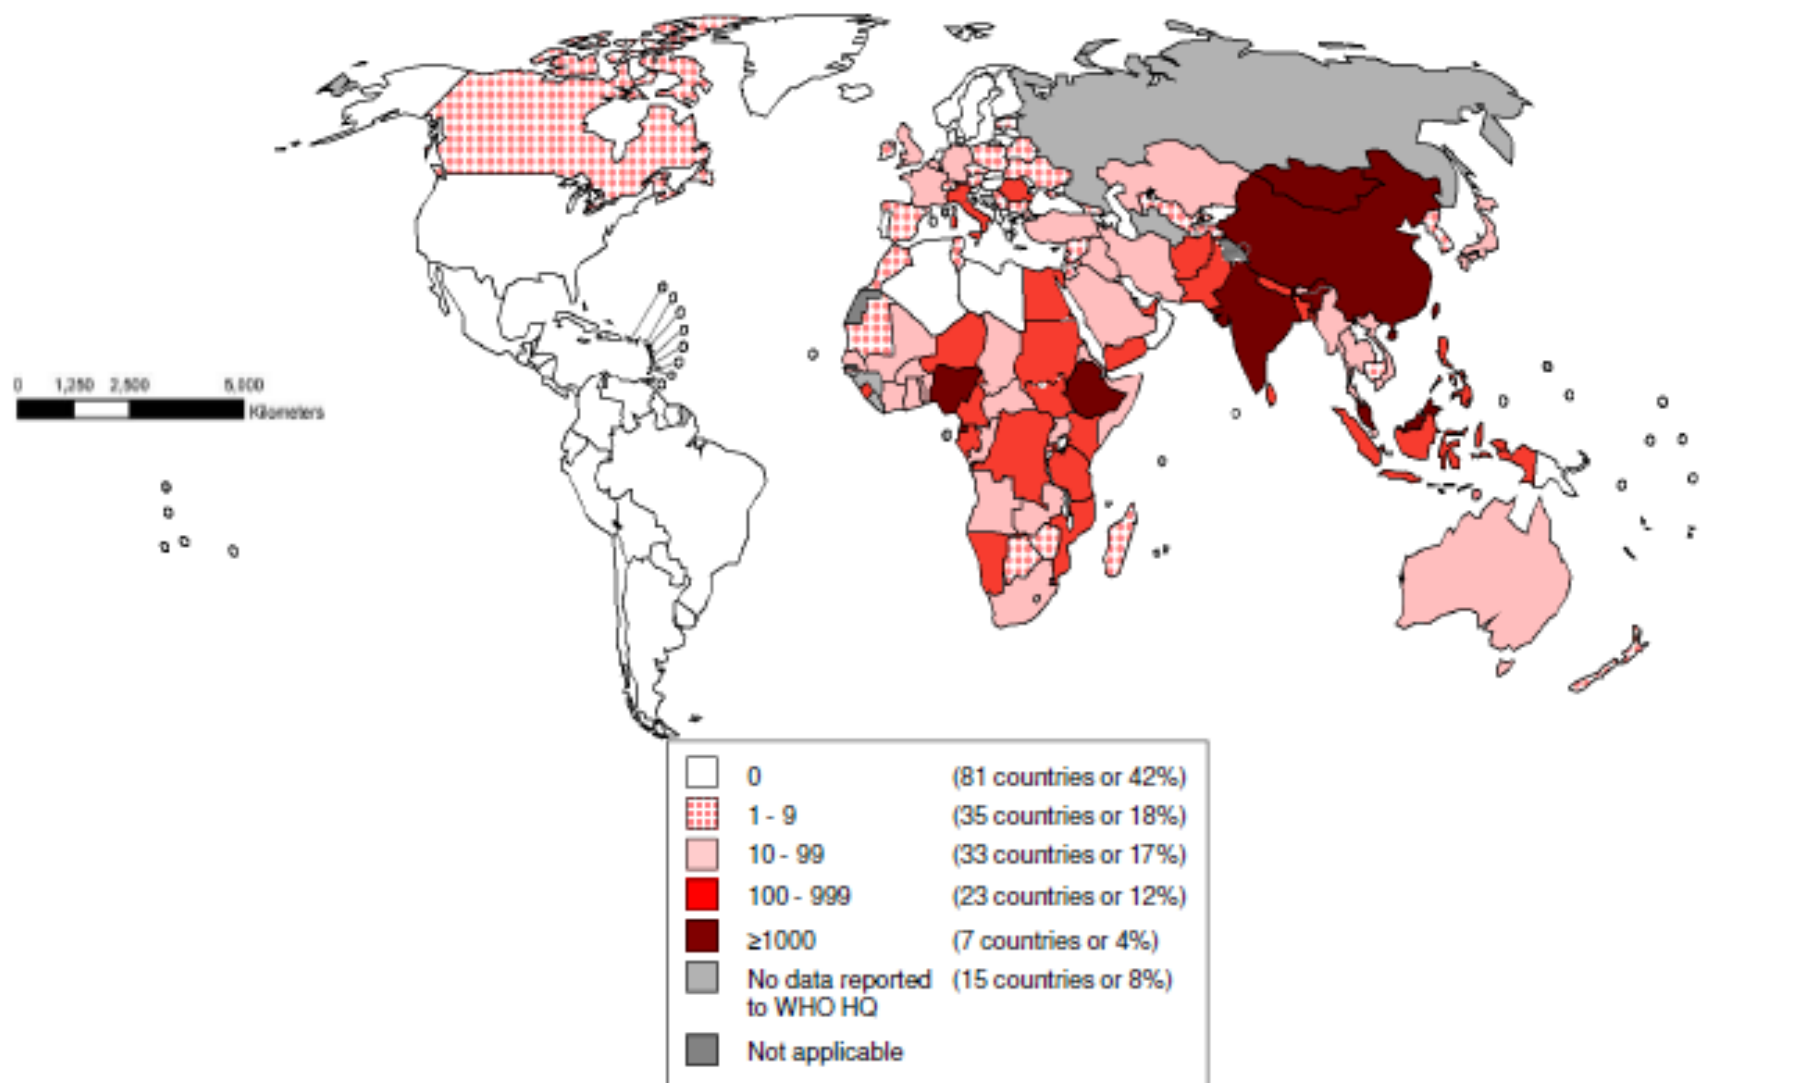 0 1,250 2,500 5,000
Kilometers
0 (81 countries or 42%)
1 - 9 (35 countries or 18%)
10 - 99 (33 countries or 17%)
100 - 999 (23 countries or 12%)
≥1000 (7 countries or 4%)
No data reported (15 countries or 8%)
to WHO HQ
Not applicable